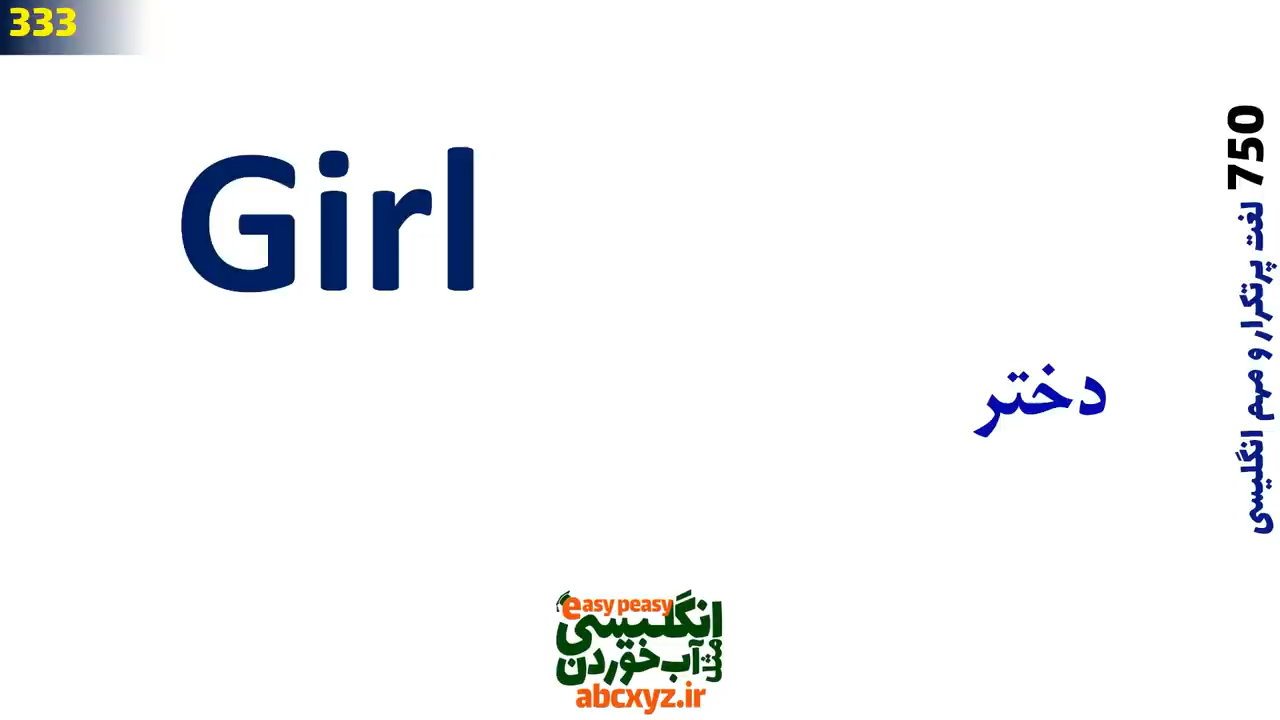 333
Girl
دختر
750 لغت پرتکرار و مهم انگلیسی
easy peasy
انگلیسی
مثل آب خوردن
abcxyz.ir